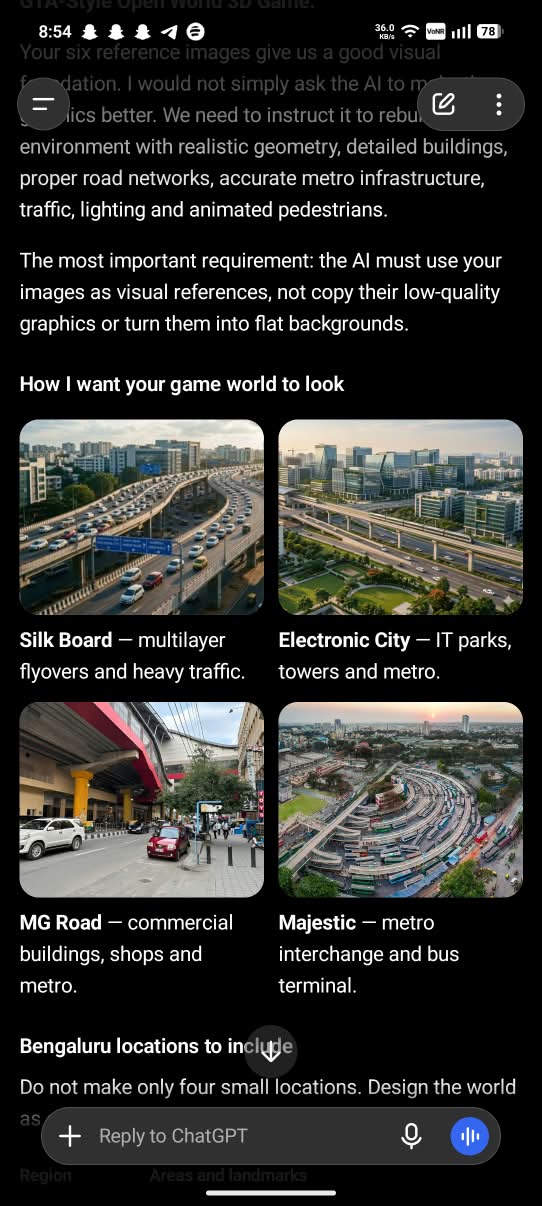 GTA-Style Open World 3D Game.
8:54
36.0
KB/s
VoNR
78
Your six reference images give us a good visual
foundation. I would not simply ask the AI to
graphics better. We need to instruct it to
environment with realistic geometry, detailed buildings,
proper road networks, accurate metro infrastructure,
traffic, lighting and animated pedestrians.
The most important requirement: the AI must use your
images as visual references, not copy their low-quality
graphics or turn them into flat backgrounds.
How I want your game world to look
Silk Board — multilayer
flyovers and heavy traffic.
Electronic City — IT parks,
towers and metro.
MG Road — commercial
buildings, shops and
metro.
Majestic — metro
interchange and bus
terminal.
Bengaluru locations to include
Do not make only four small locations. Design the world
as
Reply to ChatGPT
Region
Areas and landmarks